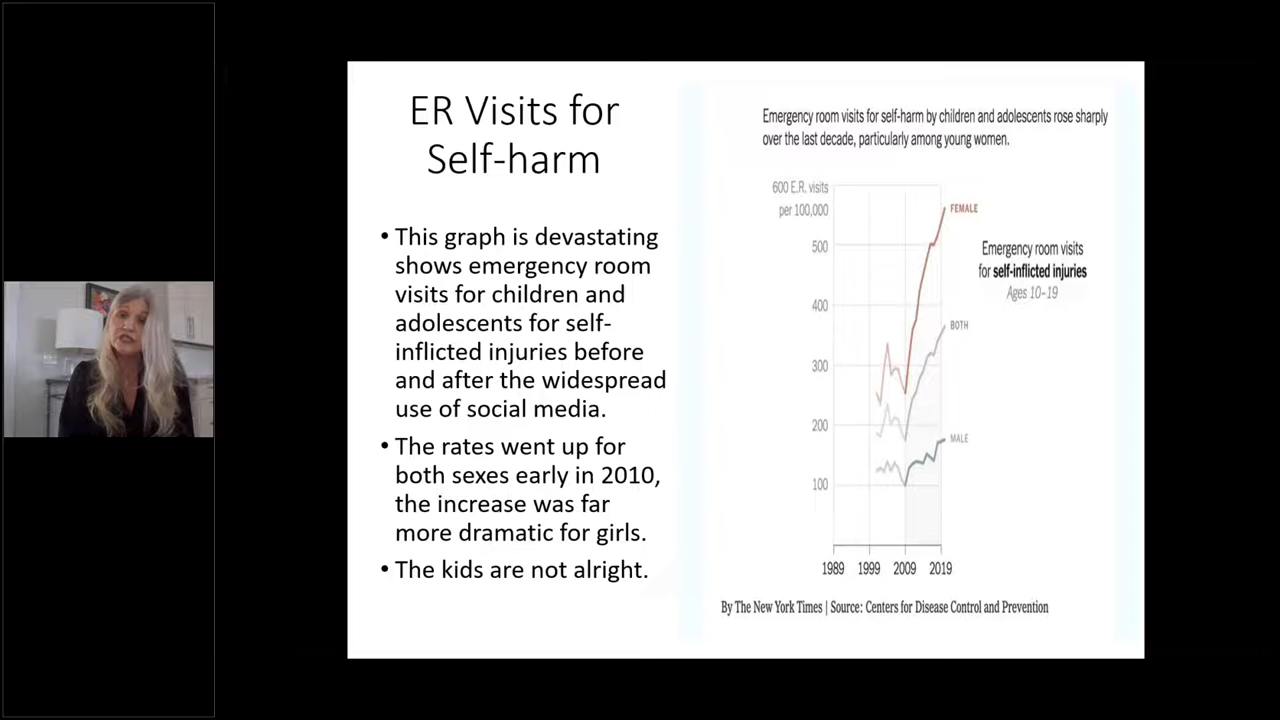 ER Visits for
Self-harm
• This graph is devastating
shows emergency room
visits for children and
adolescents for self-
inflicted injuries before
and after the widespread
use of social media.
• The rates went up for
both sexes early in 2010,
the increase was far
more dramatic for girls.
• The kids are not alright.
Emergency room visits for self-harm by children and adolescents rose sharply
over the last decade, particularly among young women.
600 E.R. visits
per 100,000
500
400
300
200
100
FEMALE
BOTH
MALE
Emergency room visits
for self-inflicted injuries
Ages 10–19
1989 1999 2009 2019
By The New York Times | Source: Centers for Disease Control and Prevention